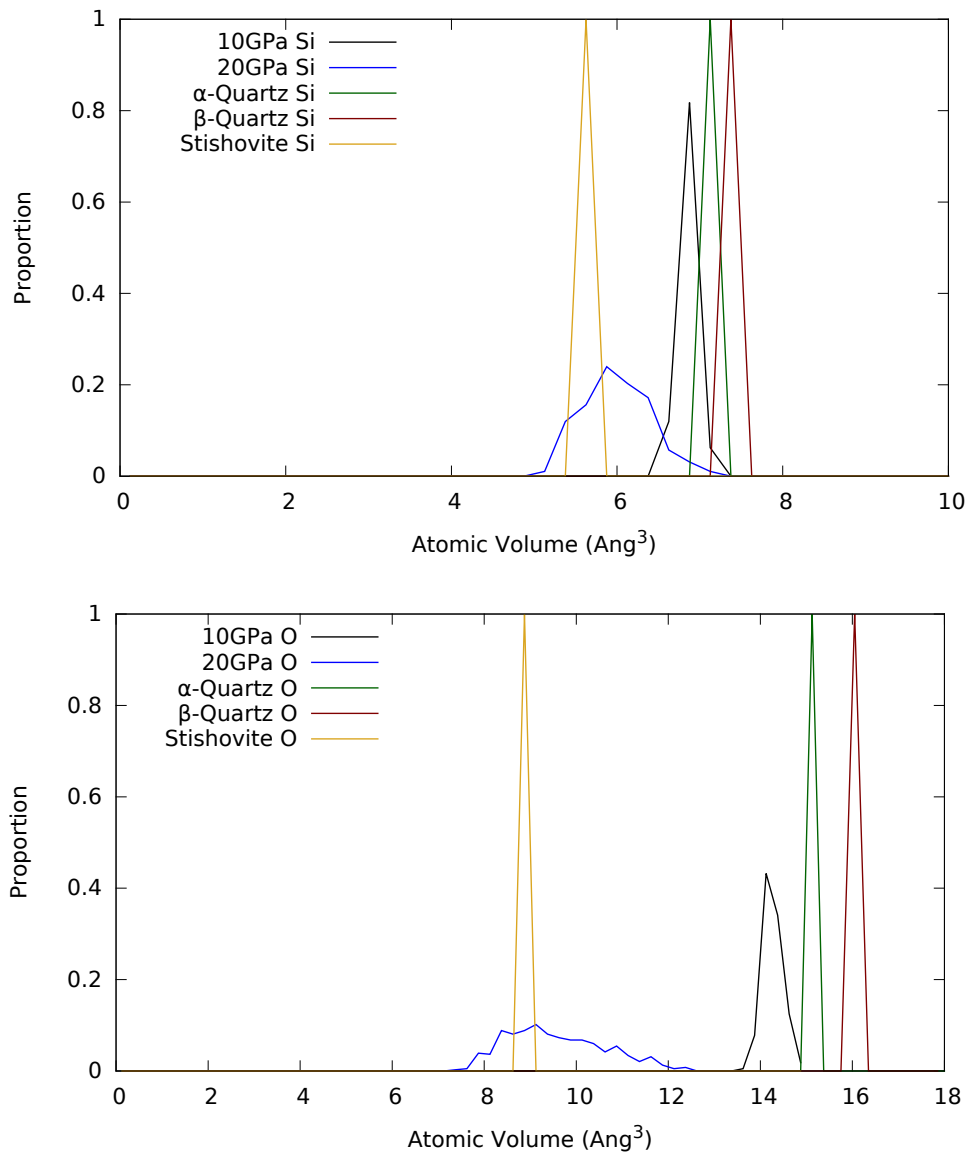 1
0.8
0.6
0.4
0.2
0
Proportion
10GPa Si
20GPa Si
α-Quartz Si
β-Quartz Si
Stishovite Si
0 2 4 6 8 10
Atomic Volume (Ang³)
1
0.8
0.6
0.4
0.2
0
Proportion
10GPa O
20GPa O
α-Quartz O
β-Quartz O
Stishovite O
0 2 4 6 8 10 12 14 16 18
Atomic Volume (Ang³)